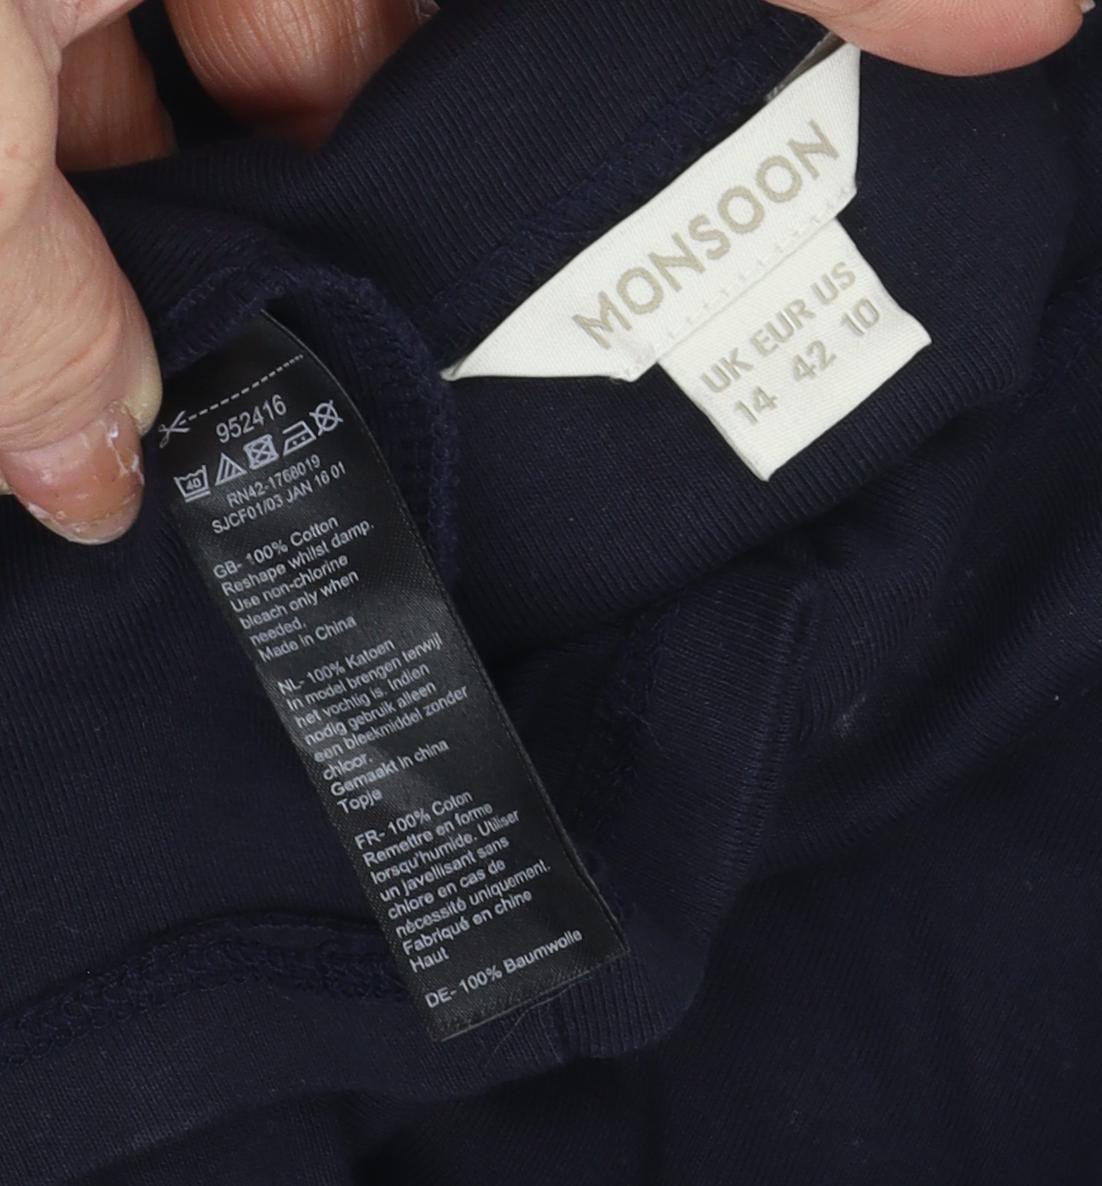 MONSOON
UK EUR US
14 42 10
952416
40
RN42-1768019
SJCF01/03 JAN 16 01
GB- 100% Cotton
Reshape whilst damp.
Use non-chlorine
bleach only when
needed.
Made in China
NL- 100% Katoen
In model brengen terwijl
het vochtig is. Indien
nodig gebruik alleen
een bleekmiddel zonder
chloor.
Gemaakt in china
Topje
FR- 100% Coton
Remettre en forme
lorsqu'humide. Utiliser
un javellisant sans
chlore en cas de
nécessité uniquement.
Fabriqué en chine
Haut
DE- 100% Baumwolle